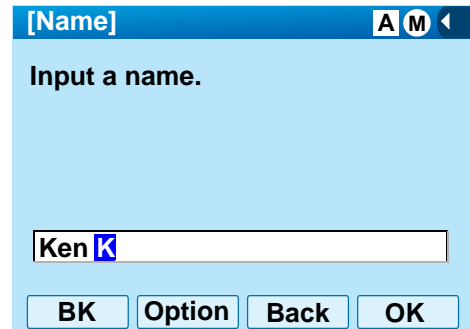 [Name] A M
Input a name.
Ken K
BK Option Back OK